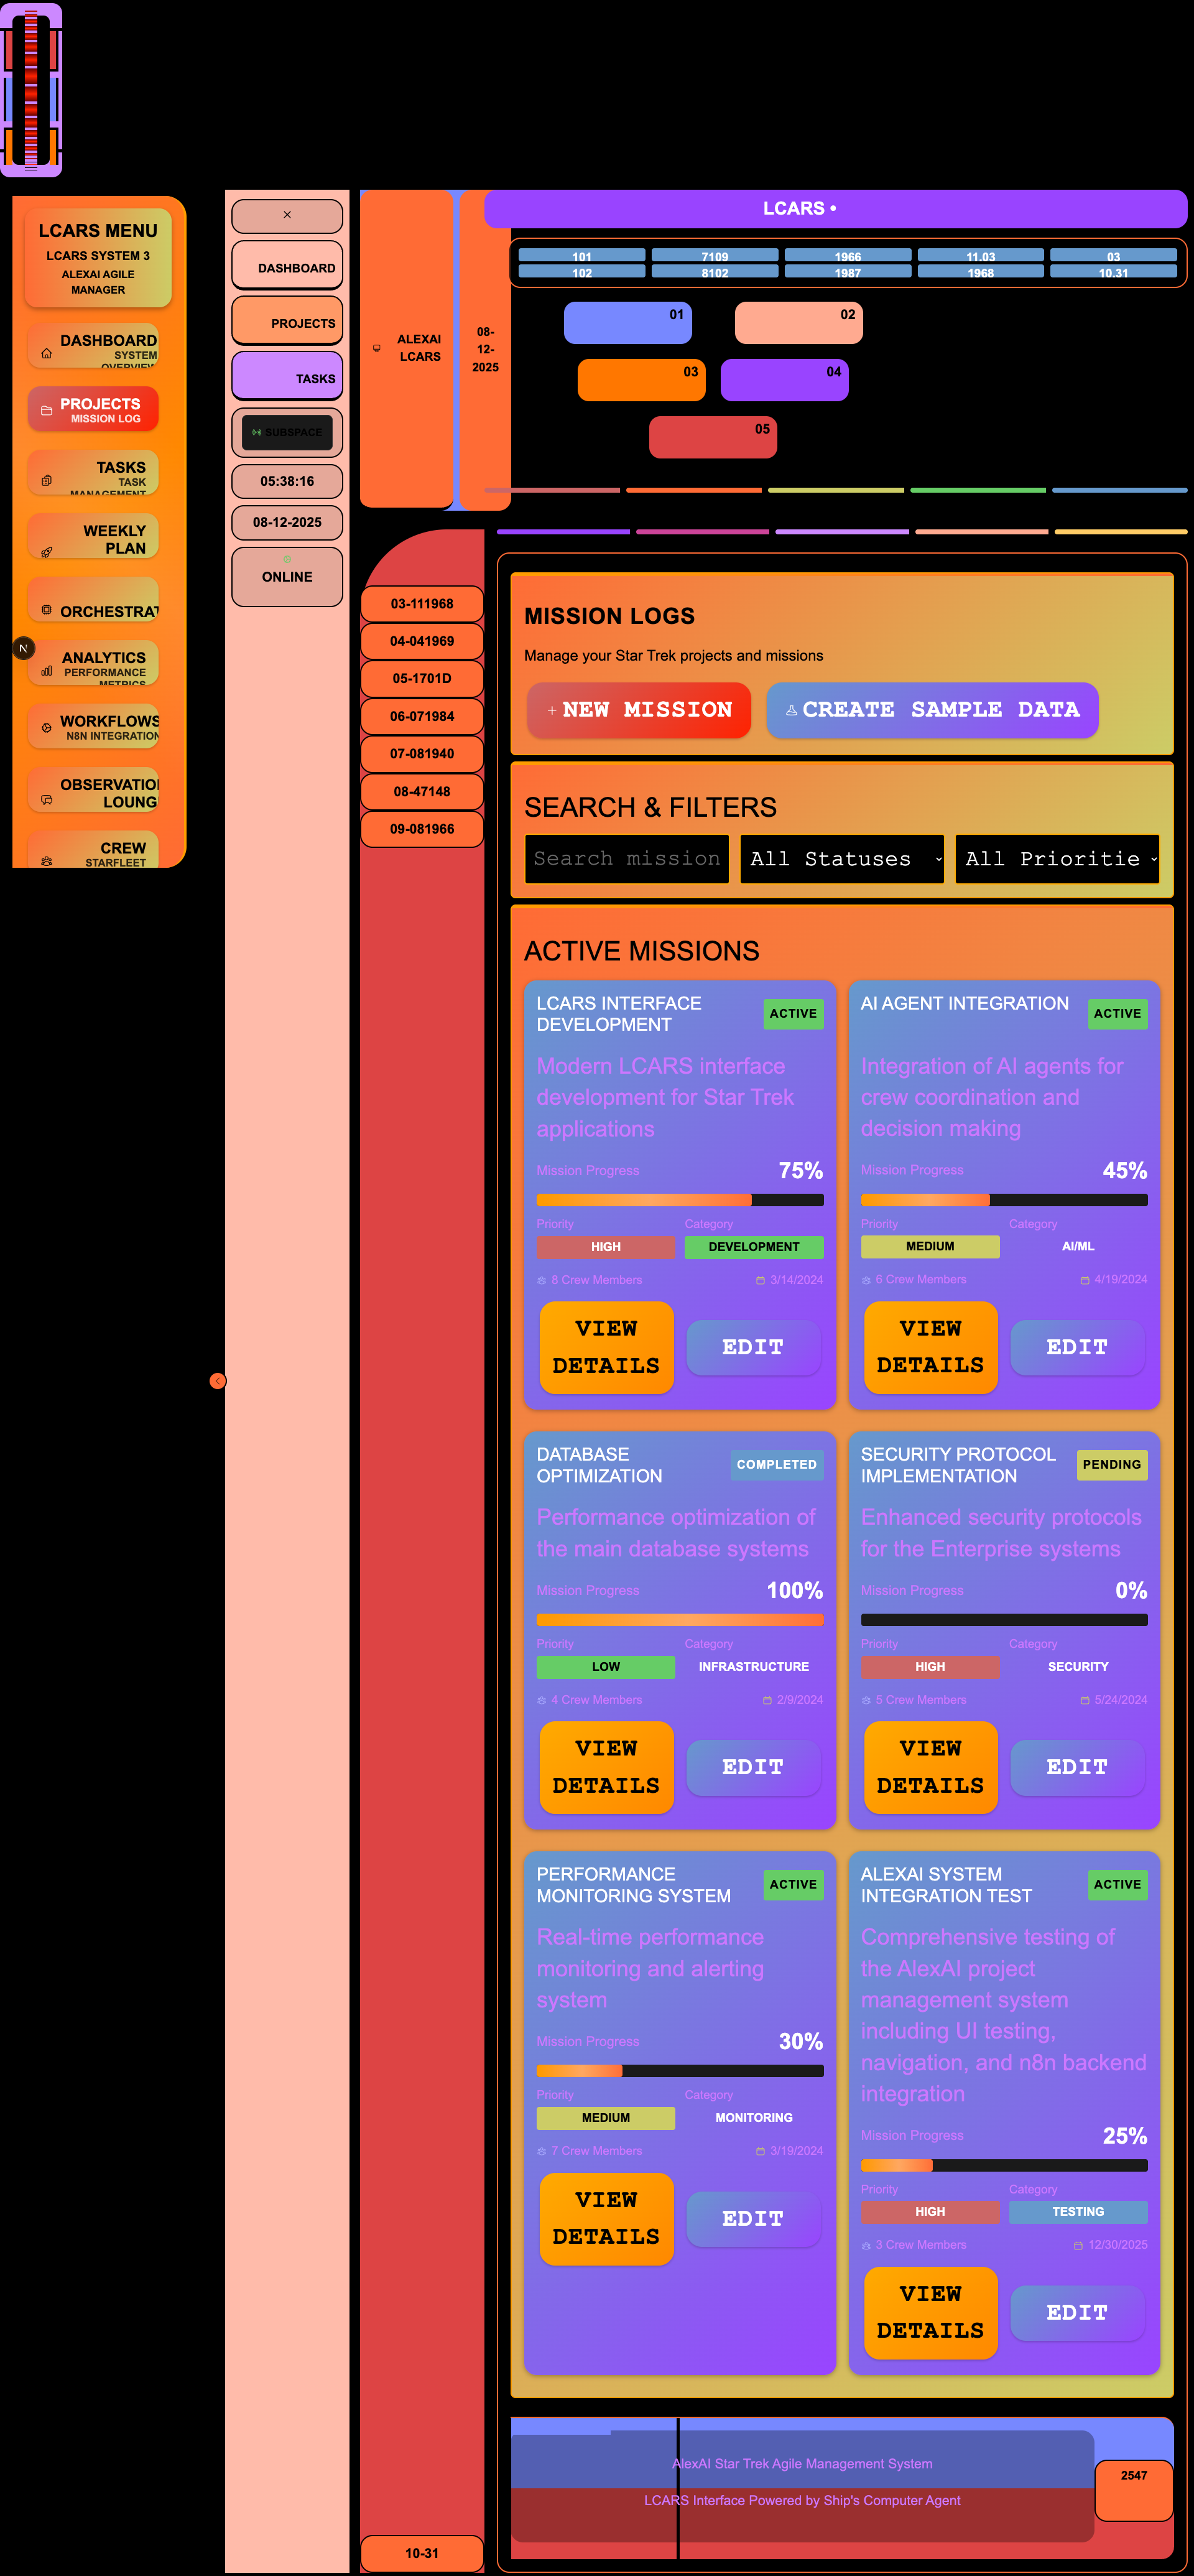 LCARS MENU
LCARS SYSTEM 3
ALEXAI AGILE
MANAGER
DASHBOARD
SYSTEM
OVERVIEW
PROJECTS
MISSION LOG
TASKS
TASK
MANAGEMENT
WEEKLY
PLAN
ORCHESTRAT
ANALYTICS
PERFORMANCE
METRICS
WORKFLOWS
N8N INTEGRATION
OBSERVATIO
LOUNG
CREW
STARFLEET
N
×
DASHBOARD
PROJECTS
TASKS
SUBSPACE
05:38:16
08-12-2025
ONLINE
ALEXAI
LCARS
08-
12-
2025
LCARS •
101 7109 1966 11.03 03
102 8102 1987 1968 10.31
01 02
03 04
05
03-111968
04-041969
05-1701D
06-071984
07-081940
08-47148
09-081966
10-31
MISSION LOGS
Manage your Star Trek projects and missions
+ NEW MISSION CREATE SAMPLE DATA
SEARCH & FILTERS
Search mission All Statuses All Prioritie
ACTIVE MISSIONS
LCARS INTERFACE
DEVELOPMENT
ACTIVE
Modern LCARS interface
development for Star Trek
applications
Mission Progress 75%
Priority Category
HIGH DEVELOPMENT
8 Crew Members 3/14/2024
VIEW
DETAILS
EDIT
AI AGENT INTEGRATION
ACTIVE
Integration of AI agents for
crew coordination and
decision making
Mission Progress 45%
Priority Category
MEDIUM AI/ML
6 Crew Members 4/19/2024
VIEW
DETAILS
EDIT
DATABASE
OPTIMIZATION
COMPLETED
Performance optimization of
the main database systems
Mission Progress 100%
Priority Category
LOW INFRASTRUCTURE
4 Crew Members 2/9/2024
VIEW
DETAILS
EDIT
SECURITY PROTOCOL
IMPLEMENTATION
PENDING
Enhanced security protocols
for the Enterprise systems
Mission Progress 0%
Priority Category
HIGH SECURITY
5 Crew Members 5/24/2024
VIEW
DETAILS
EDIT
PERFORMANCE
MONITORING SYSTEM
ACTIVE
Real-time performance
monitoring and alerting
system
Mission Progress 30%
Priority Category
MEDIUM MONITORING
7 Crew Members 3/19/2024
VIEW
DETAILS
EDIT
ALEXAI SYSTEM
INTEGRATION TEST
ACTIVE
Comprehensive testing of
the AlexAI project
management system
including UI testing,
navigation, and n8n backend
integration
Mission Progress 25%
Priority Category
HIGH TESTING
3 Crew Members 12/30/2025
VIEW
DETAILS
EDIT
AlexAI Star Trek Agile Management System
LCARS Interface Powered by Ship's Computer Agent
2547